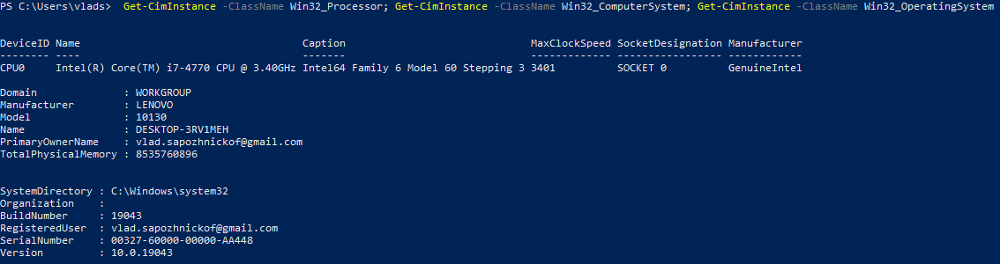 PS C:\Users\vlads> Get-CimInstance -ClassName Win32_Processor; Get-CimInstance -ClassName Win32_ComputerSystem; Get-CimInstance -ClassName Win32_OperatingSystem
DeviceID Name Caption MaxClockSpeed SocketDesignation Manufacturer
-------- ---- ------- ------------- ----------------- ------------
CPU0 Intel(R) Core(TM) i7-4770 CPU @ 3.40GHz Intel64 Family 6 Model 60 Stepping 3 3401 SOCKET 0 GenuineIntel
Domain : WORKGROUP
Manufacturer : LENOVO
Model : 10130
Name : DESKTOP-3RV1MEH
PrimaryOwnerName : vlad.sapozhnickof@gmail.com
TotalPhysicalMemory : 8535760896
SystemDirectory : C:\Windows\system32
Organization :
BuildNumber : 19043
RegisteredUser : vlad.sapozhnickof@gmail.com
SerialNumber : 00327-60000-00000-AA448
Version : 10.0.19043